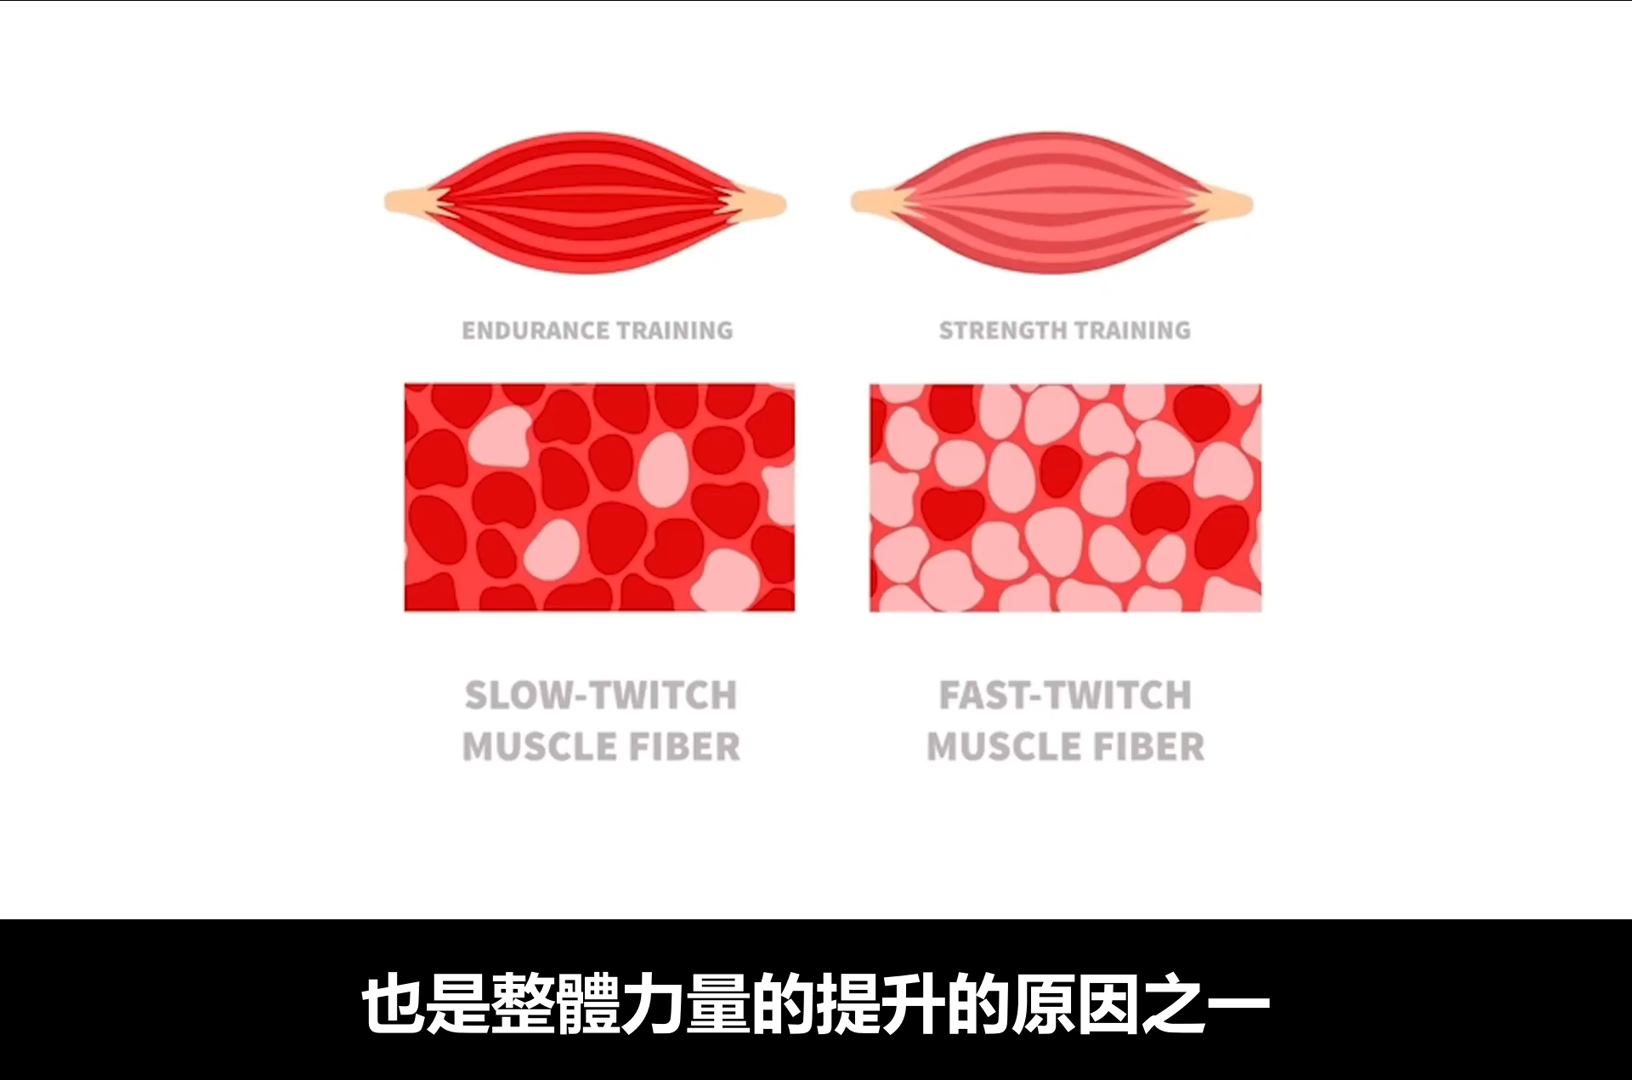 ENDURANCE TRAINING
STRENGTH TRAINING
SLOW-TWITCH
MUSCLE FIBER
FAST-TWITCH
MUSCLE FIBER
也是整體力量的提升的原因之一